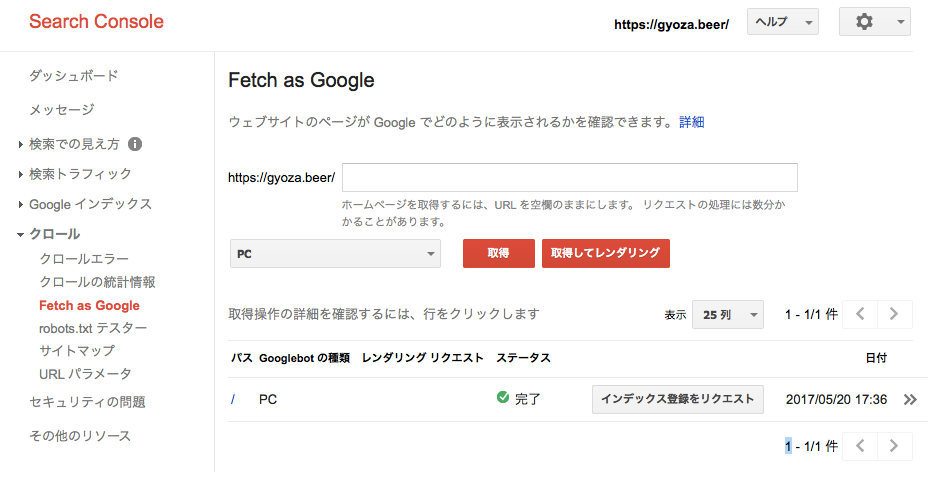 Search Console
https://gyoza.beer/
ヘルプ
ダッシュボード
メッセージ
検索での見え方
検索トラフィック
Google インデックス
クロール
クロールエラー
クロールの統計情報
Fetch as Google
robots.txt テスター
サイトマップ
URL パラメータ
セキュリティの問題
その他のリソース
Fetch as Google
ウェブサイトのページが Google でどのように表示されるかを確認できます。 詳細
https://gyoza.beer/
ホームページを取得するには、URL を空欄のままにします。 リクエストの処理には数分か
かることがあります。
PC 取得 取得してレンダリング
取得操作の詳細を確認するには、行をクリックします 表示 25 列 1 - 1/1 件
パス Googlebot の種類 レンダリング リクエスト ステータス 日付
/ PC 完了 インデックス登録をリクエスト 2017/05/20 17:36
1 - 1/1 件